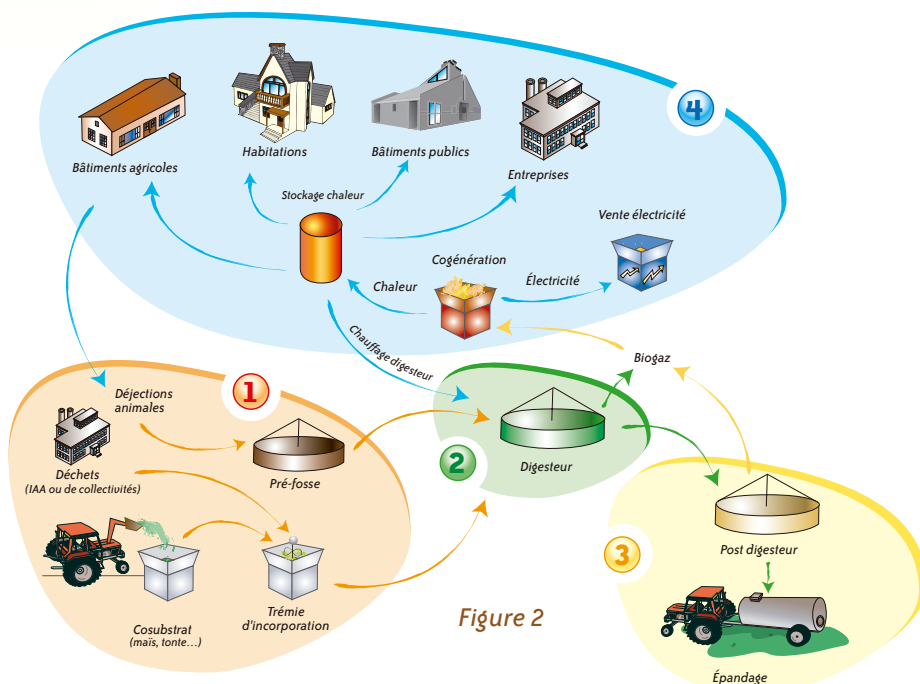 4
Bâtiments agricoles
Habitations
Bâtiments publics
Entreprises
Stockage chaleur
Vente électricité
Cogénération
Chaleur
Électricité
Chauffage digesteur
Biogaz
1
Déjections
animales
Déchets
(IAA ou de collectivités)
Pré-fosse
Cosubstrat
(maïs, tonte...)
Trémie
d'incorporation
2
Digesteur
3
Post digesteur
Épandage
Figure 2